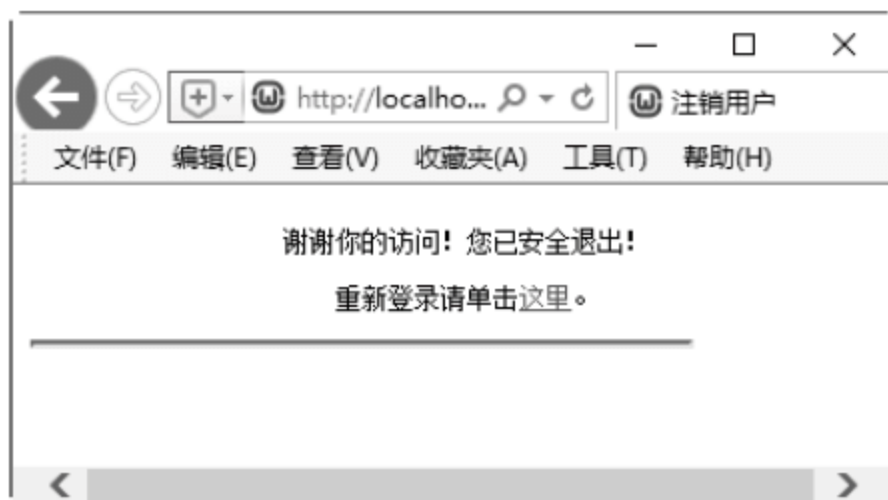 http://localho...
注销用户
文件(F) 编辑(E) 查看(V) 收藏夹(A) 工具(T) 帮助(H)
谢谢你的访问！您已安全退出！
重新登录请单击这里。